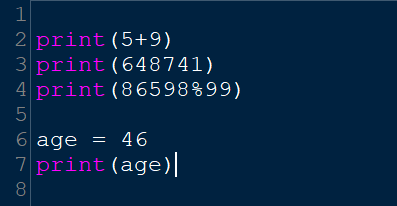 1
2 print(5+9)
3 print(648741)
4 print(86598%99)
5
6 age = 46
7 print(age)
8